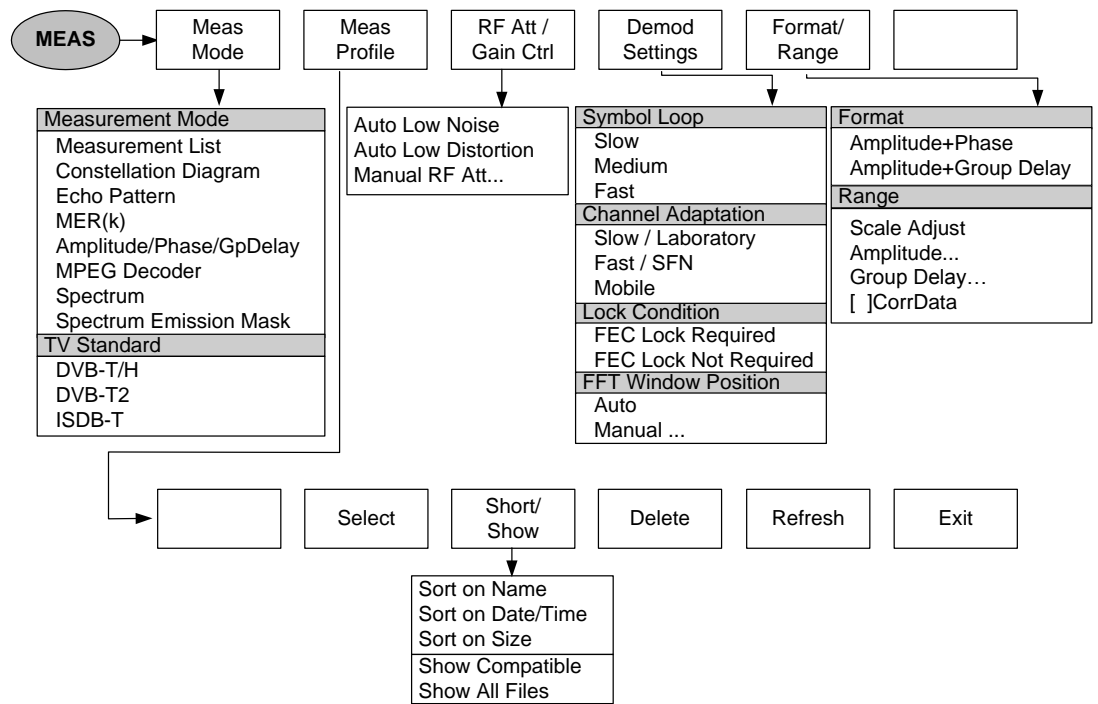 MEAS
Meas
Mode
Meas
Profile
RF Att /
Gain Ctrl
Demod
Settings
Format/
Range
Measurement Mode
Measurement List
Constellation Diagram
Echo Pattern
MER(k)
Amplitude/Phase/GpDelay
MPEG Decoder
Spectrum
Spectrum Emission Mask
TV Standard
DVB-T/H
DVB-T2
ISDB-T
Auto Low Noise
Auto Low Distortion
Manual RF Att...
Symbol Loop
Slow
Medium
Fast
Channel Adaptation
Slow / Laboratory
Fast / SFN
Mobile
Lock Condition
FEC Lock Required
FEC Lock Not Required
FFT Window Position
Auto
Manual ...
Format
Amplitude+Phase
Amplitude+Group Delay
Range
Scale Adjust
Amplitude...
Group Delay…
[  ]CorrData
Select
Short/
Show
Delete
Refresh
Exit
Sort on Name
Sort on Date/Time
Sort on Size
Show Compatible
Show All Files